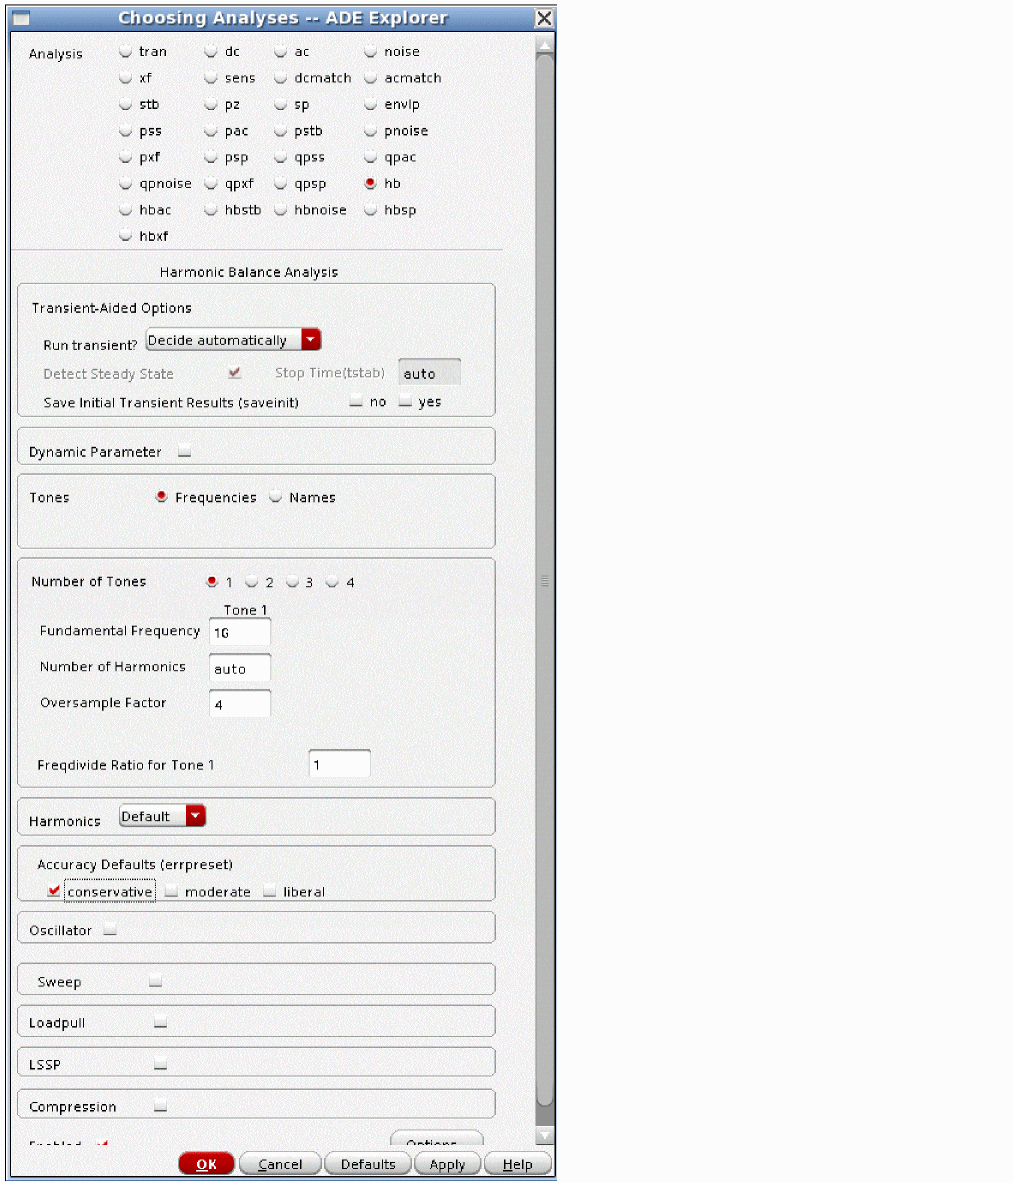 Choosing Analyses -- ADE Explorer
Analysis tran dc ac noise
xf sens dcmatch acmatch
stb pz sp envlp
pss pac pstb pnoise
pxf psp qpss qpac
qpnoise qpxf qpsp hb
hbac hbstb hbnoise hbsp
hbxf
Harmonic Balance Analysis
Transient-Aided Options
Run transient? Decide automatically
Detect Steady State Stop Time(tstab) auto
Save Initial Transient Results (saveinit) no yes
Dynamic Parameter
Tones Frequencies Names
Number of Tones 1 2 3 4
Tone 1
Fundamental Frequency 1G
Number of Harmonics auto
Oversample Factor 4
Freqdivide Ratio for Tone 1 1
Harmonics Default
Accuracy Defaults (errpreset)
conservative moderate liberal
Oscillator
Sweep
Loadpull
LSSP
Compression
Enabled Options...
OK Cancel Defaults Apply Help